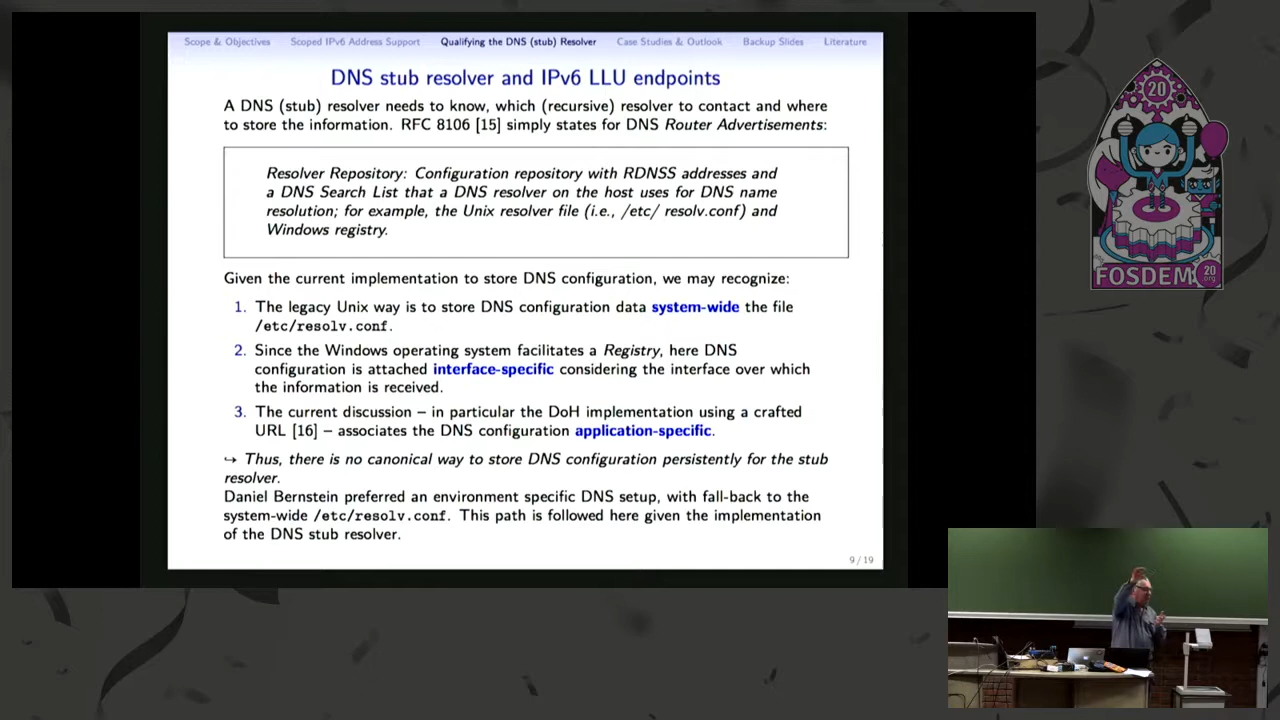 Scope & Objectives Scoped IPv6 Address Support Qualifying the DNS (stub) Resolver Case Studies & Outlook Backup Slides Literature
DNS stub resolver and IPv6 LLU endpoints
A DNS (stub) resolver needs to know, which (recursive) resolver to contact and where
to store the information. RFC 8106 [15] simply states for DNS Router Advertisements:
Resolver Repository: Configuration repository with RDNSS addresses and
a DNS Search List that a DNS resolver on the host uses for DNS name
resolution; for example, the Unix resolver file (i.e., /etc/ resolv.conf) and
Windows registry.
Given the current implementation to store DNS configuration, we may recognize:
1. The legacy Unix way is to store DNS configuration data system-wide the file
/etc/resolv.conf.
2. Since the Windows operating system facilitates a Registry, here DNS
configuration is attached interface-specific considering the interface over which
the information is received.
3. The current discussion – in particular the DoH implementation using a crafted
URL [16] – associates the DNS configuration application-specific.
↪ Thus, there is no canonical way to store DNS configuration persistently for the stub
resolver.
Daniel Bernstein preferred an environment specific DNS setup, with fall-back to the
system-wide /etc/resolv.conf. This path is followed here given the implementation
of the DNS stub resolver.
9 / 19
20
FOSDEM
20
.org